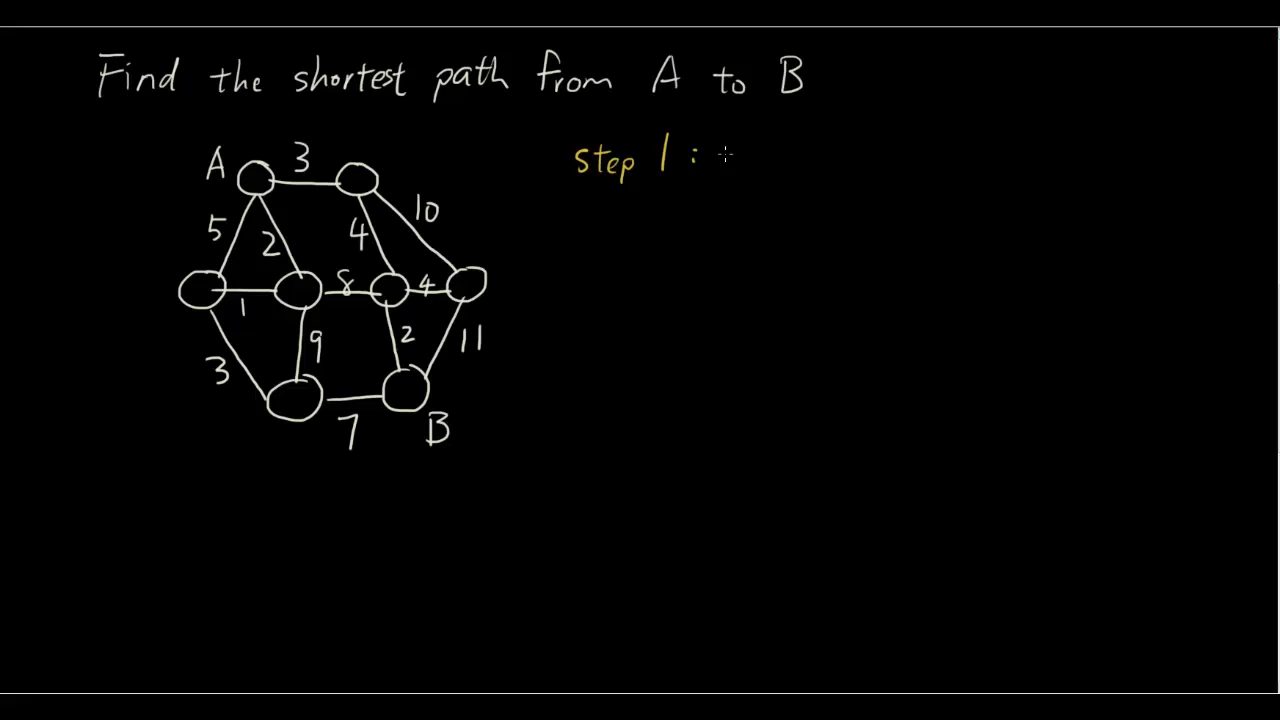 Find the shortest path from A to B
step 1 :
A 3
10
5 2 4
8 4
1
9 2 11
3
7 B